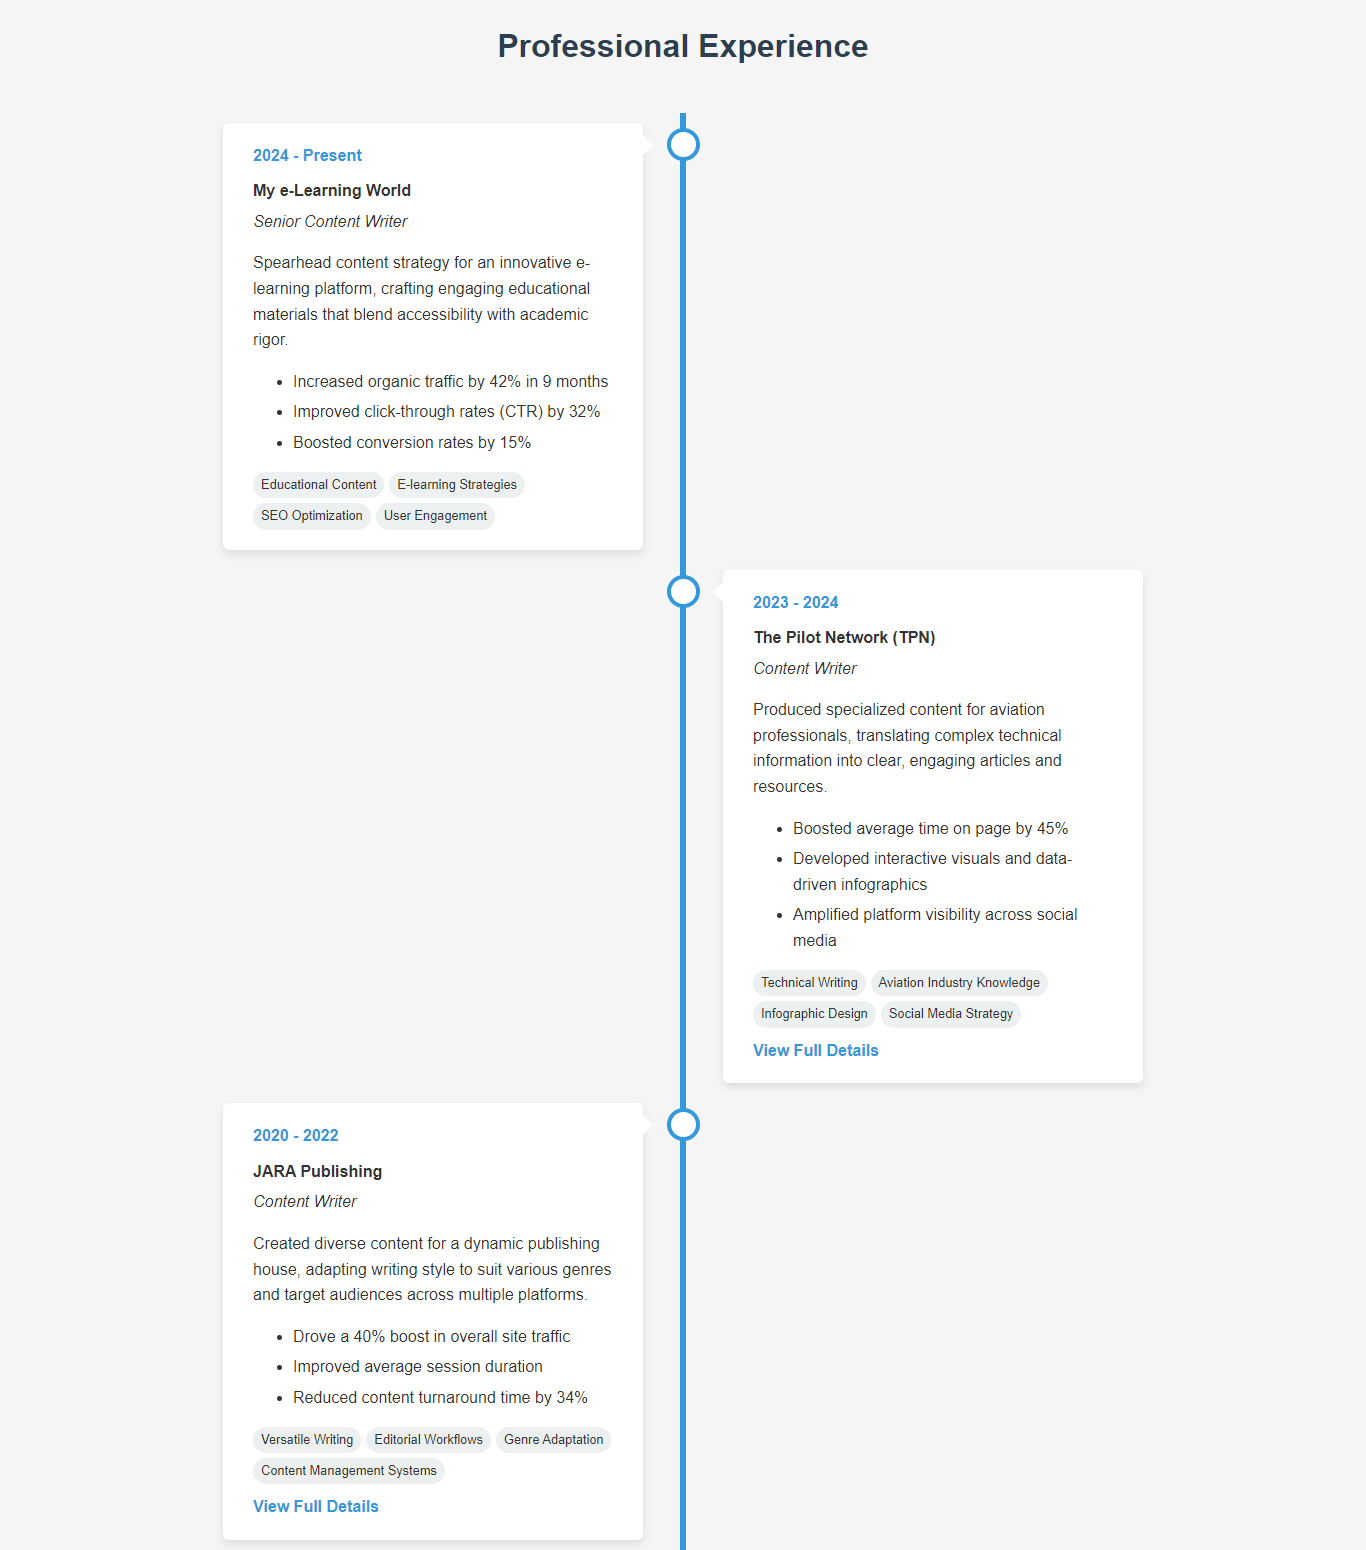 Professional Experience
2024 - Present
My e-Learning World
Senior Content Writer
Spearhead content strategy for an innovative e-
learning platform, crafting engaging educational
materials that blend accessibility with academic
rigor.
• Increased organic traffic by 42% in 9 months
• Improved click-through rates (CTR) by 32%
• Boosted conversion rates by 15%
Educational Content E-learning Strategies
SEO Optimization User Engagement
2023 - 2024
The Pilot Network (TPN)
Content Writer
Produced specialized content for aviation
professionals, translating complex technical
information into clear, engaging articles and
resources.
• Boosted average time on page by 45%
• Developed interactive visuals and data-
driven infographics
• Amplified platform visibility across social
media
Technical Writing Aviation Industry Knowledge
Infographic Design Social Media Strategy
View Full Details
2020 - 2022
JARA Publishing
Content Writer
Created diverse content for a dynamic publishing
house, adapting writing style to suit various genres
and target audiences across multiple platforms.
• Drove a 40% boost in overall site traffic
• Improved average session duration
• Reduced content turnaround time by 34%
Versatile Writing Editorial Workflows Genre Adaptation
Content Management Systems
View Full Details